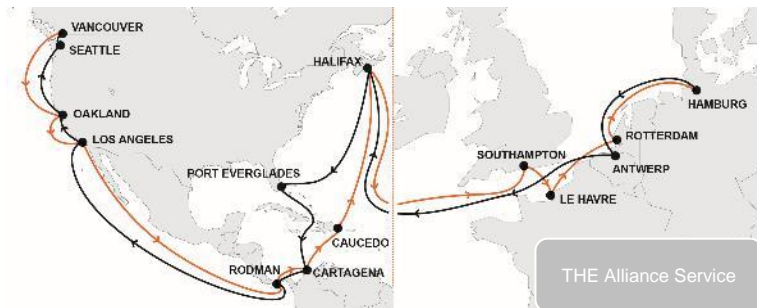 VANCOUVER
SEATTLE
HALIFAX
HAMBURG
OAKLAND
LOS ANGELES
ROTTERDAM
SOUTHAMPTON
ANTWERP
PORT EVERGLADES
LE HAVRE
CAUCEDO
RODMAN
CARTAGENA
THE Alliance Service